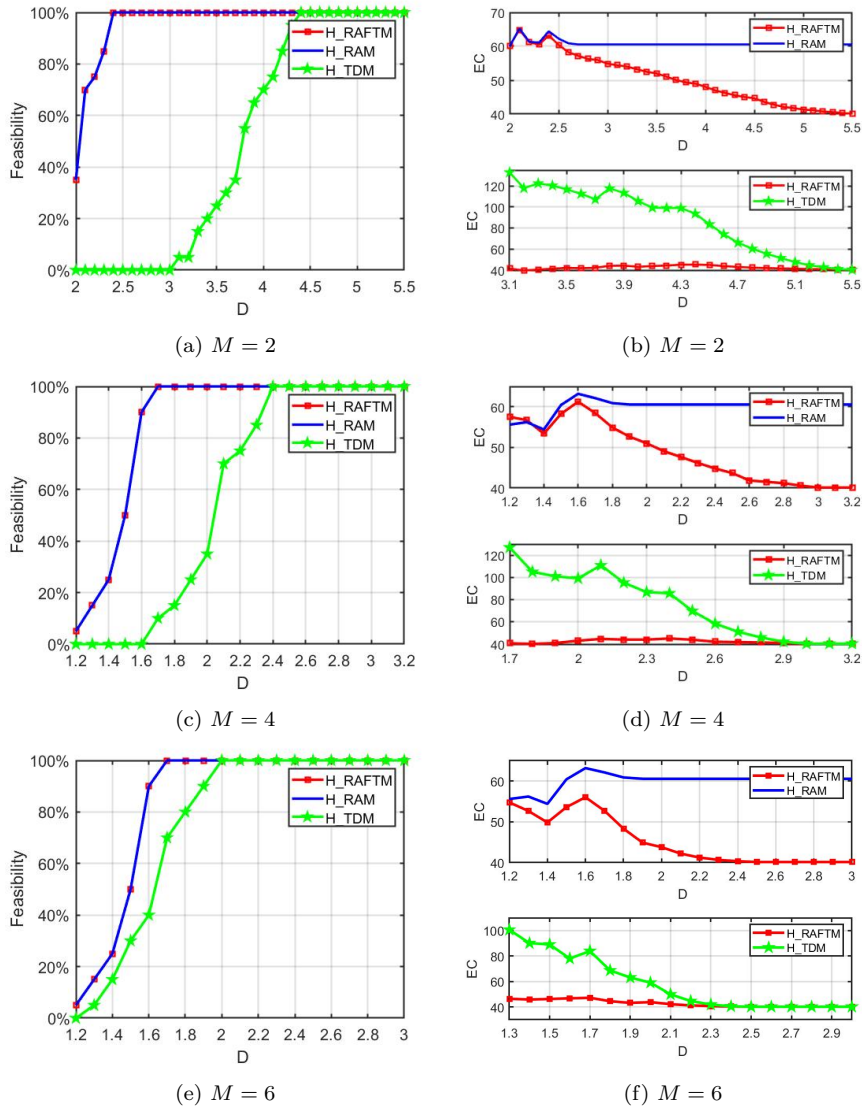 100%
80%
60%
40%
20%
0%
Feasibility
H_RAFTM
H_RAM
H_TDM
2 2.5 3 3.5 4 4.5 5 5.5
D
(a) M = 2
70
60
50
40
EC
H_RAFTM
H_RAM
2 2.5 3 3.5 4 4.5 5 5.5
D
120
100
80
60
40
EC
H_RAFTM
H_TDM
3.1 3.5 3.9 4.3 4.7 5.1 5.5
D
(b) M = 2
100%
80%
60%
40%
20%
0%
Feasibility
H_RAFTM
H_RAM
H_TDM
1.2 1.4 1.6 1.8 2 2.2 2.4 2.6 2.8 3 3.2
D
(c) M = 4
60
50
40
EC
H_RAFTM
H_RAM
1.2 1.4 1.6 1.8 2 2.2 2.4 2.6 2.8 3 3.2
D
120
100
80
60
40
EC
H_RAFTM
H_TDM
1.7 2 2.3 2.6 2.9 3.2
D
(d) M = 4
100%
80%
60%
40%
20%
0%
Feasibility
H_RAFTM
H_RAM
H_TDM
1.2 1.4 1.6 1.8 2 2.2 2.4 2.6 2.8 3
D
(e) M = 6
60
50
40
EC
H_RAFTM
H_RAM
1.2 1.4 1.6 1.8 2 2.2 2.4 2.6 2.8 3
D
100
80
60
40
EC
H_RAFTM
H_TDM
1.3 1.5 1.7 1.9 2.1 2.3 2.5 2.7 2.9
D
(f) M = 6